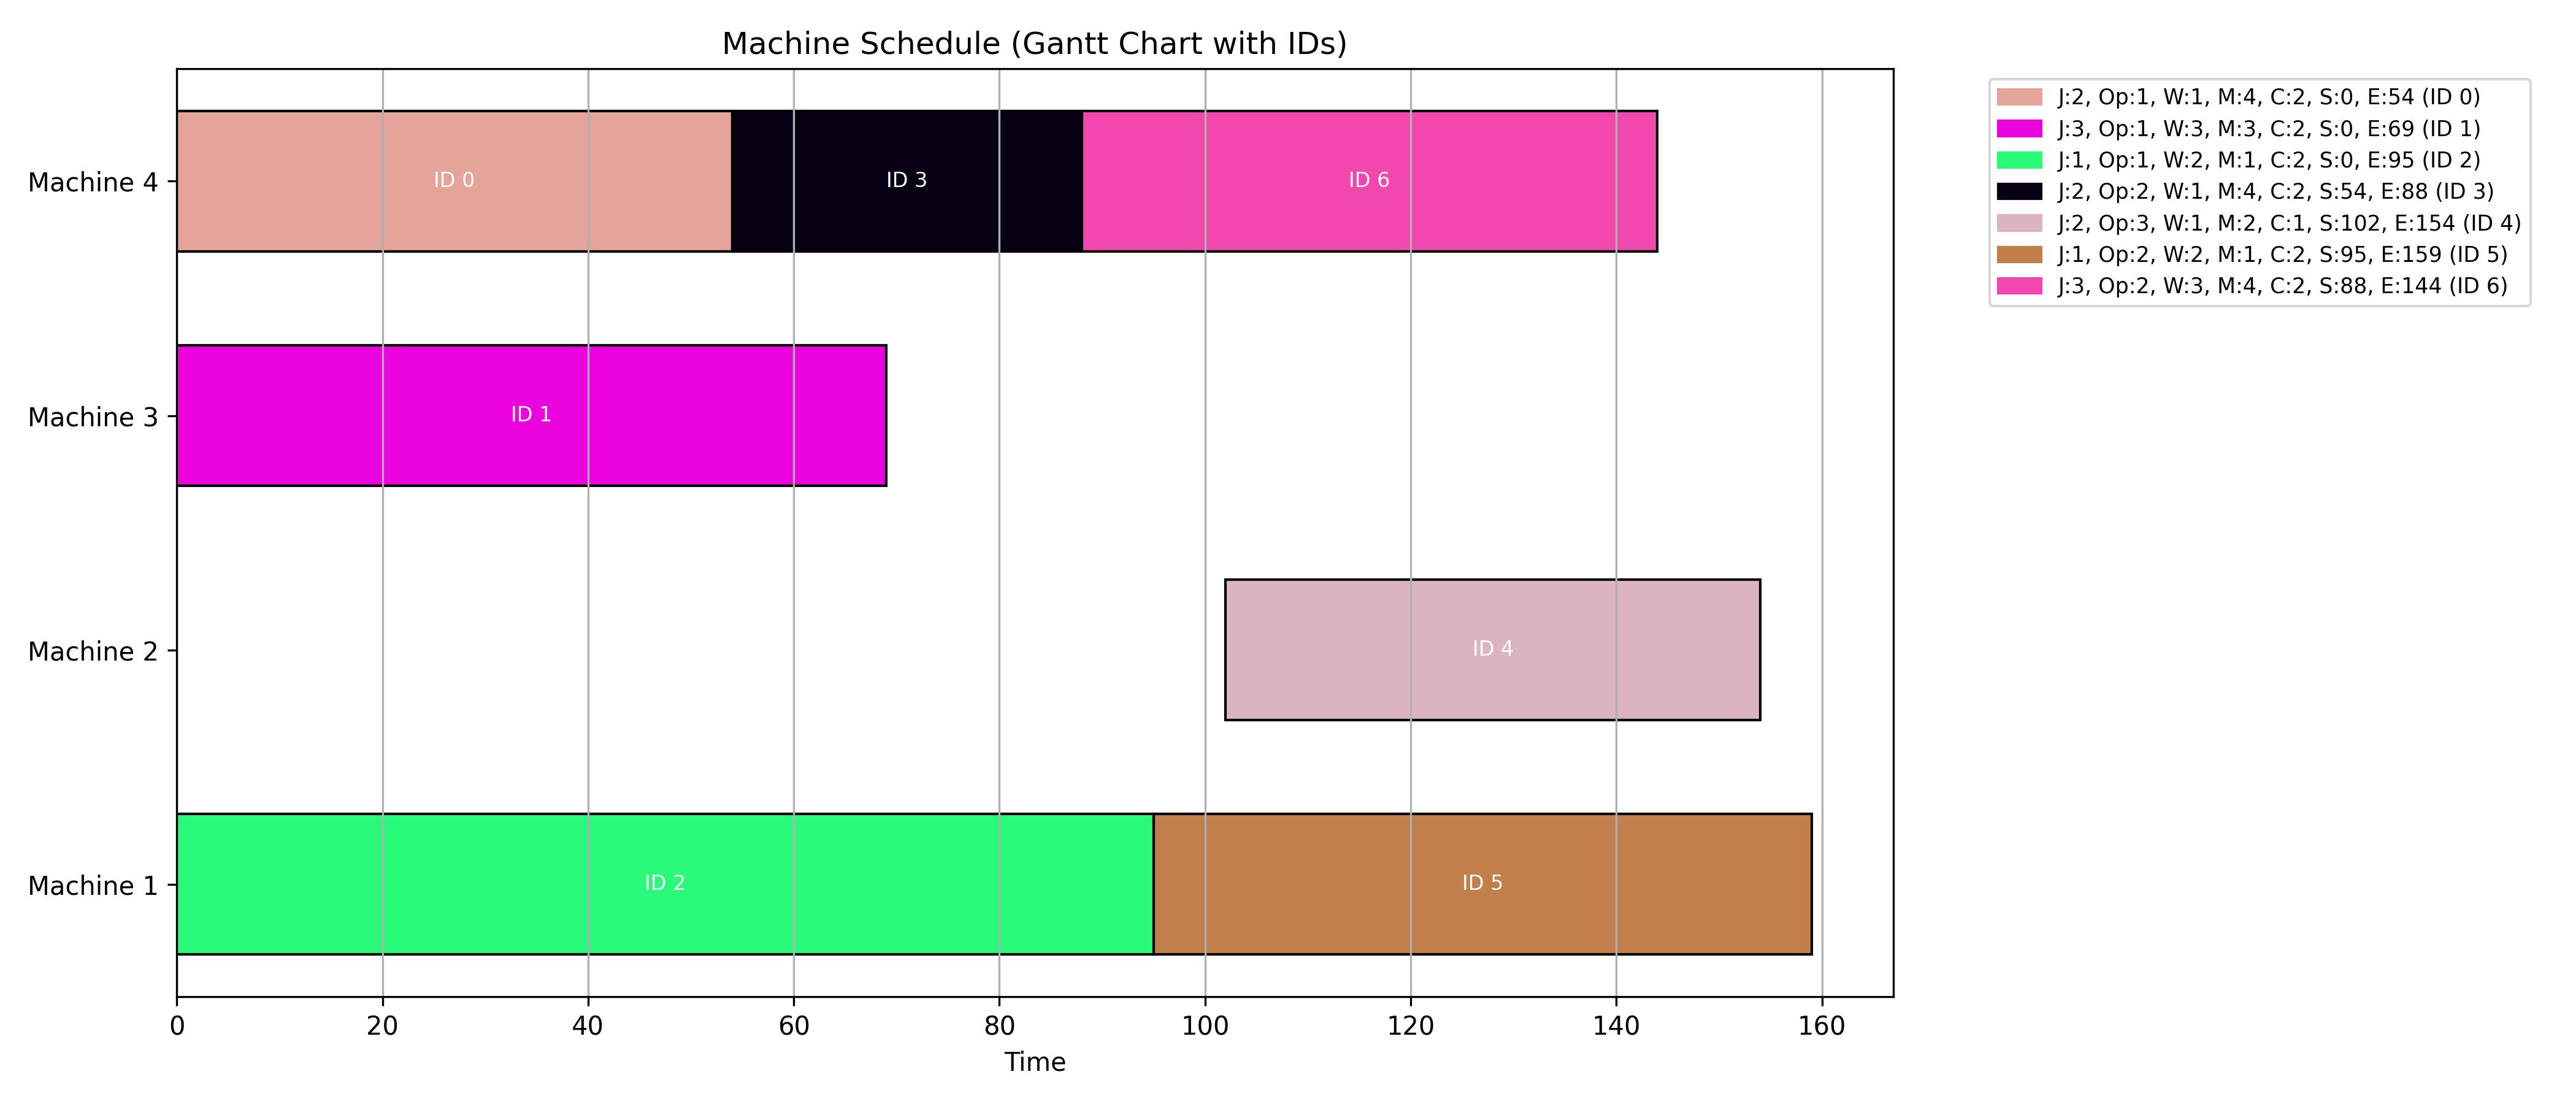 Machine Schedule (Gantt Chart with IDs)
Machine 4
Machine 3
Machine 2
Machine 1
ID 0
ID 3
ID 6
ID 1
ID 4
ID 2
ID 5
0 20 40 60 80 100 120 140 160
Time
J:2, Op:1, W:1, M:4, C:2, S:0, E:54 (ID 0)
J:3, Op:1, W:3, M:3, C:2, S:0, E:69 (ID 1)
J:1, Op:1, W:2, M:1, C:2, S:0, E:95 (ID 2)
J:2, Op:2, W:1, M:4, C:2, S:54, E:88 (ID 3)
J:2, Op:3, W:1, M:2, C:1, S:102, E:154 (ID 4)
J:1, Op:2, W:2, M:1, C:2, S:95, E:159 (ID 5)
J:3, Op:2, W:3, M:4, C:2, S:88, E:144 (ID 6)